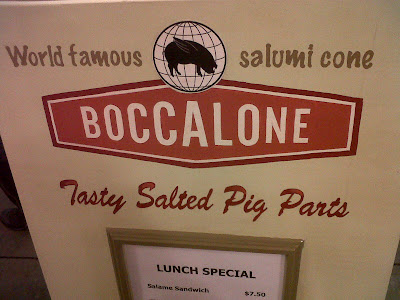 World famous salumi cone
BOCCALONE
Tasty Salted Pig Parts
LUNCH SPECIAL
Salame Sandwich $7.50